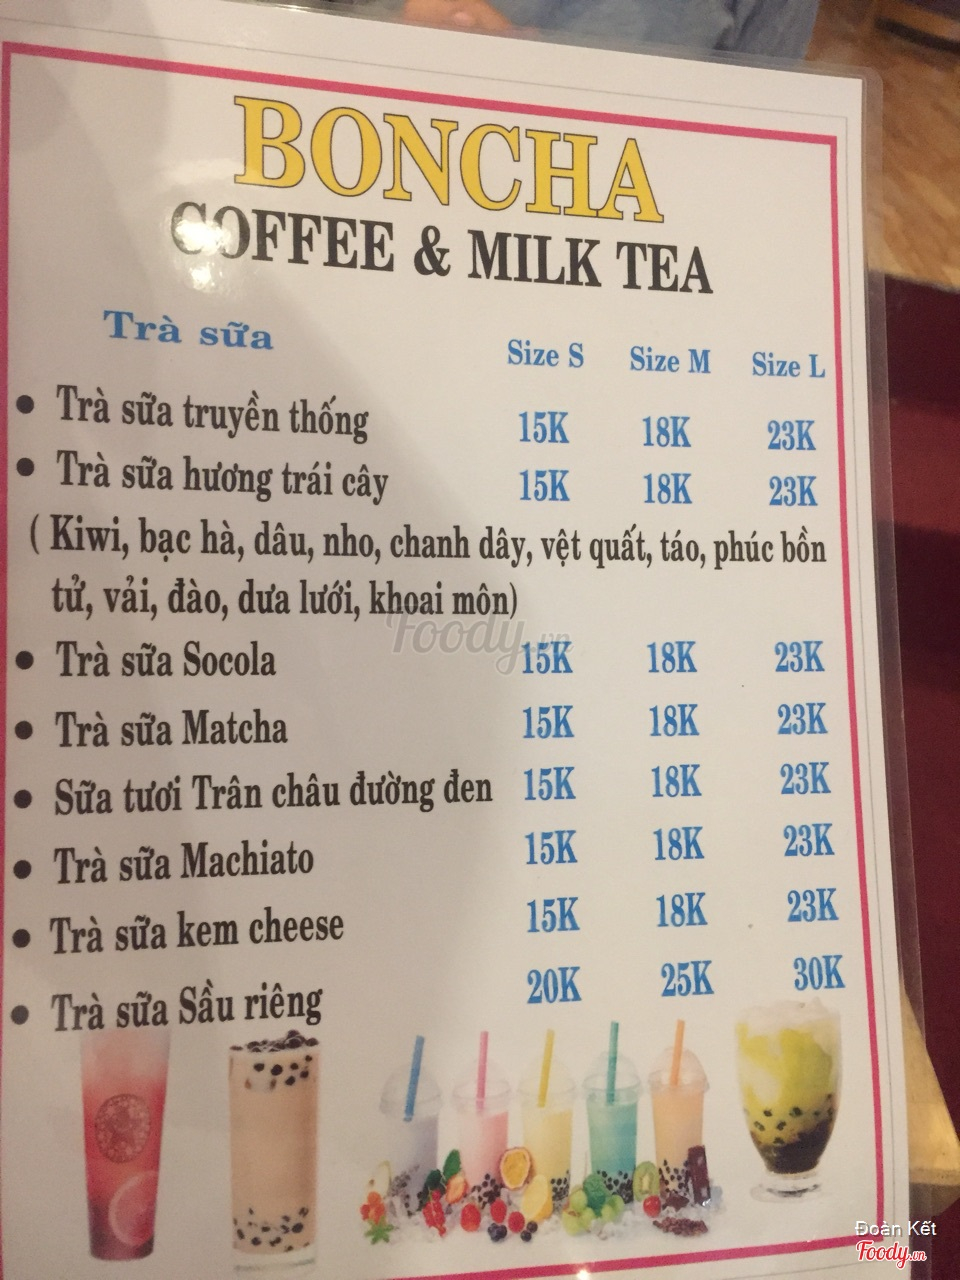 BONCHA
COFFEE & MILK TEA
Trà sữa Size S Size M Size L
• Trà sữa truyền thống 15K 18K 23K
• Trà sữa hương trái cây 15K 18K 23K
( Kiwi, bạc hà, dâu, nho, chanh dây, vệt quất, táo, phúc bồn
tử, vải, đào, dưa lưới, khoai môn)
Foody.vn
• Trà sữa Socola 15K 18K 23K
• Trà sữa Matcha 15K 18K 23K
• Sữa tươi Trân châu đường đen 15K 18K 23K
• Trà sữa Machiato 15K 18K 23K
• Trà sữa kem cheese 15K 18K 23K
• Trà sữa Sầu riêng 20K 25K 30K
Đoàn Kết
Foody.vn